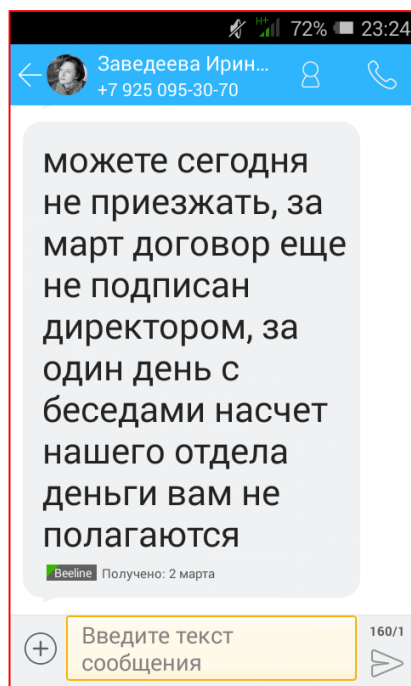 H+ 72% 23:24
Заведеева Ирин...
+7 925 095-30-70
можете сегодня
не приезжать, за
март договор еще
не подписан
директором, за
один день с
беседами насчет
нашего отдела
деньги вам не
полагаются
Beeline Получено: 2 марта
Введите текст
сообщения
160/1